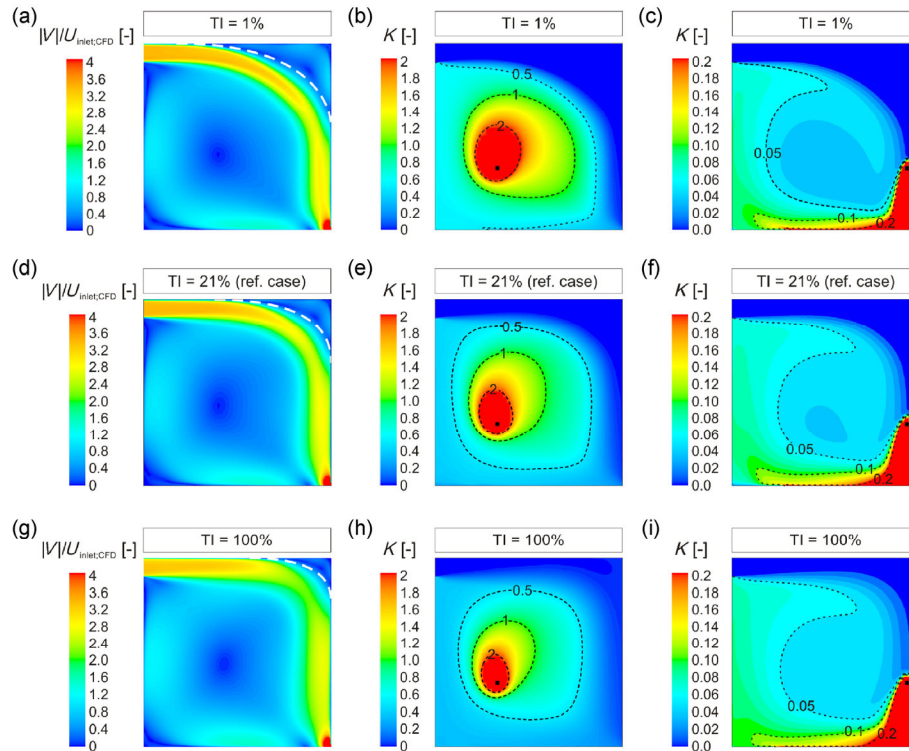 (a) TI = 1% (b) TI = 1% (c) TI = 1%
|V|/U inlet;CFD [-] K [-] K [-]
4 2 0.2
3.6 1.8 0.18
3.2 1.6 0.16
2.8 1.4 0.14
2.4 1.2 0.12
2.0 1.0 0.10
1.6 0.8 0.08
1.2 0.6 0.06
0.8 0.4 0.04
0.4 0.2 0.02
0 0 0.0
0.5
1
2
0.05
0.1
0.2
(d) TI = 21% (ref. case) (e) TI = 21% (ref. case) (f) TI = 21% (ref. case)
|V|/U inlet;CFD [-] K [-] K [-]
4 2 0.2
3.6 1.8 0.18
3.2 1.6 0.16
2.8 1.4 0.14
2.4 1.2 0.12
2.0 1.0 0.10
1.6 0.8 0.08
1.2 0.6 0.06
0.8 0.4 0.04
0.4 0.2 0.02
0 0 0.0
0.5
1
2
0.05
0.1
0.2
(g) TI = 100% (h) TI = 100% (i) TI = 100%
|V|/U inlet;CFD [-] K [-] K [-]
4 2 0.2
3.6 1.8 0.18
3.2 1.6 0.16
2.8 1.4 0.14
2.4 1.2 0.12
2.0 1.0 0.10
1.6 0.8 0.08
1.2 0.6 0.06
0.8 0.4 0.04
0.4 0.2 0.02
0 0 0.0
0.5
1
2
0.05
0.1
0.2